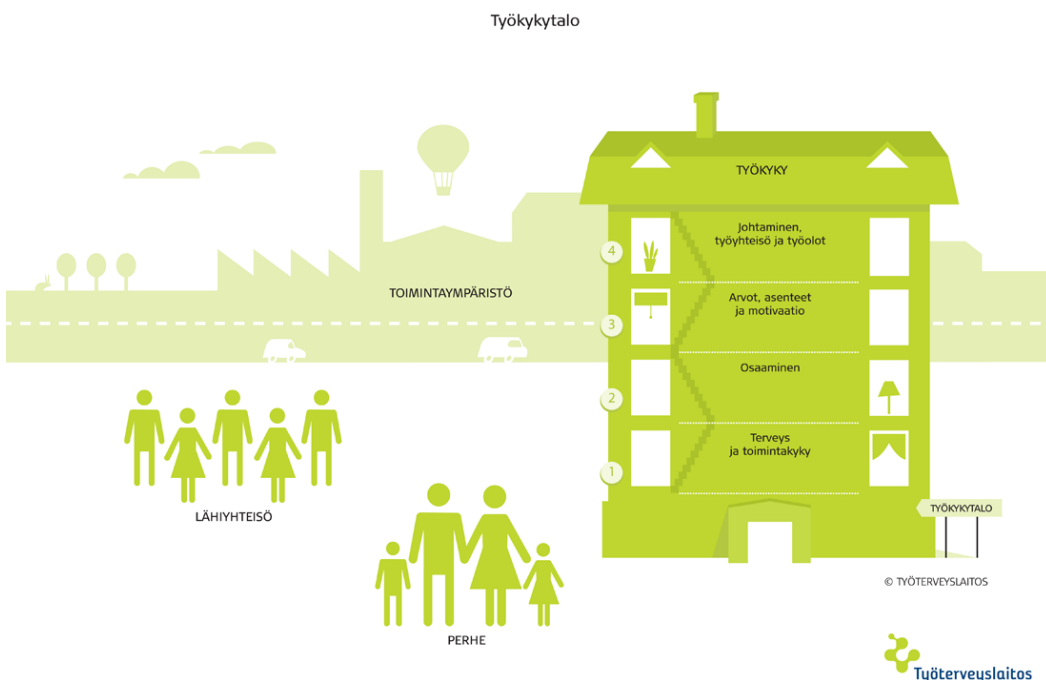 Työkykytalo
TYÖKYKY
4
Johtaminen,
työyhteisö ja työolot
TOIMINTAYMPÄRISTÖ
3
Arvot, asenteet
ja motivaatio
2
Osaaminen
1
Terveys
ja toimintakyky
LÄHIYHTEISÖ
TYÖKYKYTALO
© TYÖTERVEYSLAITOS
PERHE
Työterveyslaitos